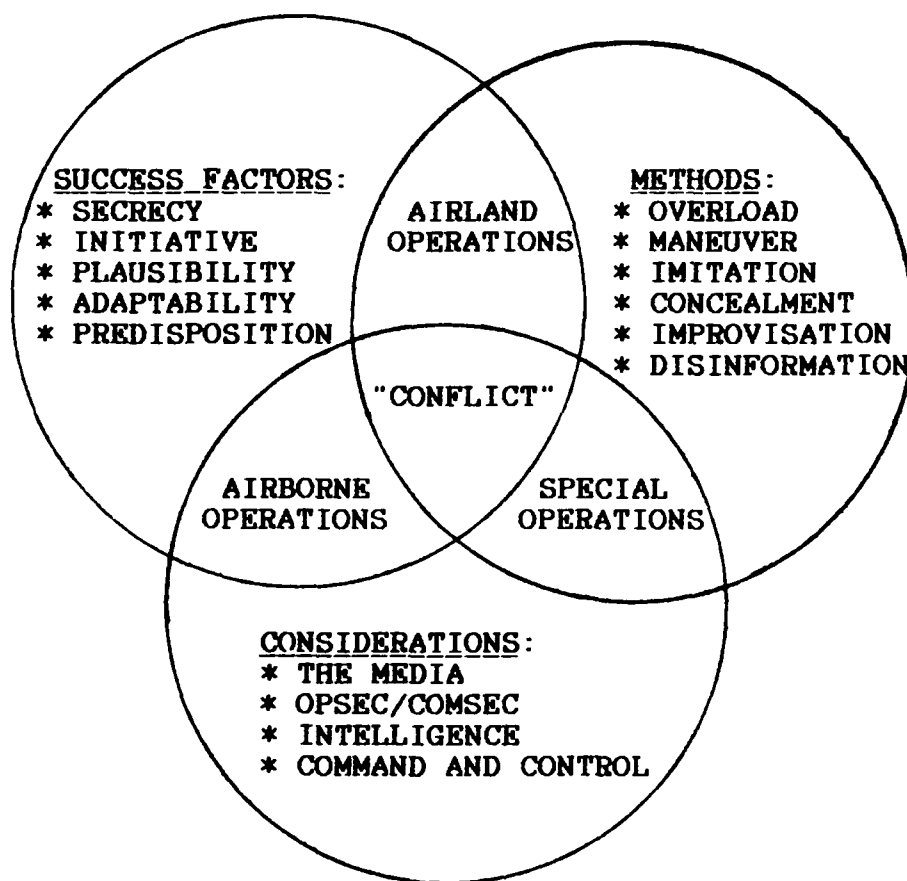 SUCCESS FACTORS:
* SECRECY
* INITIATIVE
* PLAUSIBILITY
* ADAPTABILITY
* PREDISPOSITION
AIRLAND
OPERATIONS
METHODS:
* OVERLOAD
* MANEUVER
* IMITATION
* CONCEALMENT
* IMPROVISATION
* DISINFORMATION
"CONFLICT"
AIRBORNE
OPERATIONS
SPECIAL
OPERATIONS
CONSIDERATIONS:
* THE MEDIA
* OPSEC/COMSEC
* INTELLIGENCE
* COMMAND AND CONTROL